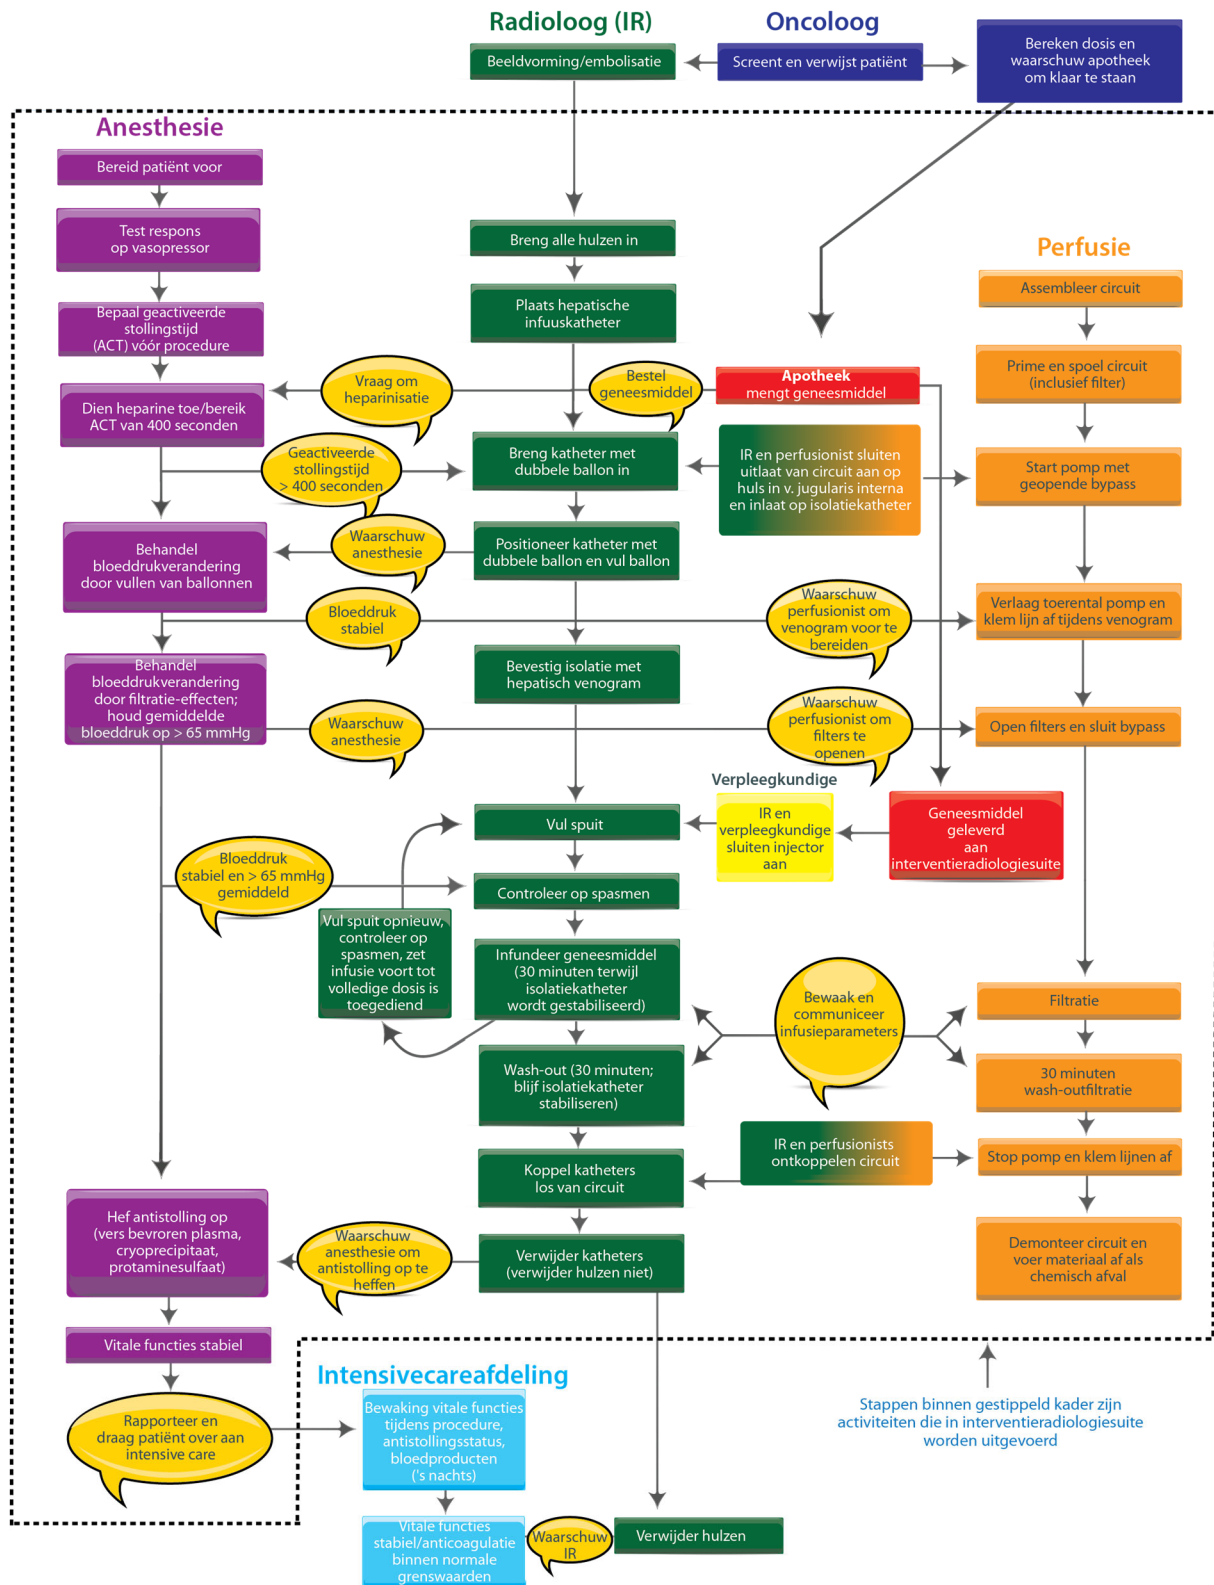 Radioloog (IR)
Oncoloog
Beeldvorming/embolisatie
Screent en verwijst patiënt
Bereken dosis en
waarschuw apotheek
om klaar te staan
Anesthesie
Bereid patiënt voor
Test respons
op vasopressor
Bepaal geactiveerde
stollingstijd
(ACT) vóór procedure
Dien heparine toe/bereik
ACT van 400 seconden
Behandel
bloeddrukverandering
door vullen van ballonnen
Behandel
bloeddrukverandering
door filtratie-effecten;
houd gemiddelde
bloeddruk op > 65 mmHg
Hef antistolling op
(vers bevroren plasma,
cryoprecipitaat,
protaminesulfaat)
Vitale functies stabiel
Rapporteer en
draag patiënt over aan
intensive care
Vraag om
heparinisatie
Geactiveerde
stollingstijd
> 400 seconden
Waarschuw
anesthesie
Bloeddruk
stabiel
Waarschuw
anesthesie
Bloeddruk
stabiel en > 65 mmHg
gemiddeld
Vul spuit opnieuw,
controleer op
spasmen, zet
infusie voort tot
volledige dosis is
toegediend
Waarschuw
anesthesie om
antistolling op te
heffen
Breng alle hulzen in
Plaats hepatische
infuuskatheter
Breng katheter met
dubbele ballon in
Positioneer katheter met
dubbele ballon en vul ballon
Bevestig isolatie met
hepatisch venogram
Vul spuit
Controleer op spasmen
Infundeer geneesmiddel
(30 minuten terwijl
isolatiekatheter
wordt gestabiliseerd)
Wash-out (30 minuten;
blijf isolatiekatheter
stabiliseren)
Koppel katheters
los van circuit
Verwijder katheters
(verwijder hulzen niet)
Bestel
geneesmiddel
Apotheek
mengt geneesmiddel
IR en perfusionist sluiten
uitlaat van circuit aan op
huls in v. jugularis interna
en inlaat op isolatiekatheter
Waarschuw
perfusionist om
venogram voor te
bereiden
Waarschuw
perfusionist om
filters te
openen
Verpleegkundige
IR en
verpleegkundige
sluiten injector
aan
Geneesmiddel
geleverd
aan
interventieradiologiesuite
Bewaak en
communiceer
infusieparameters
IR en perfusionists
ontkoppelen circuit
Perfusie
Assembleer circuit
Prime en spoel circuit
(inclusief filter)
Start pomp met
geopende bypass
Verlaag toerental pomp en
klem lijn af tijdens venogram
Open filters en sluit bypass
Filtratie
30 minuten
wash-outfiltratie
Stop pomp en klem lijnen af
Demonteer circuit en
voer materiaal af als
chemisch afval
Intensivecareafdeling
Bewaking vitale functies
tijdens procedure,
antistollingsstatus,
bloedproducten
('s nachts)
Vitale functies
stabiel/anticoagulatie
binnen normale
grenswaarden
Waarschuw
IR
Verwijder hulzen
Stappen binnen gestippeld kader zijn
activiteiten die in interventieradiologiesuite
worden uitgevoerd